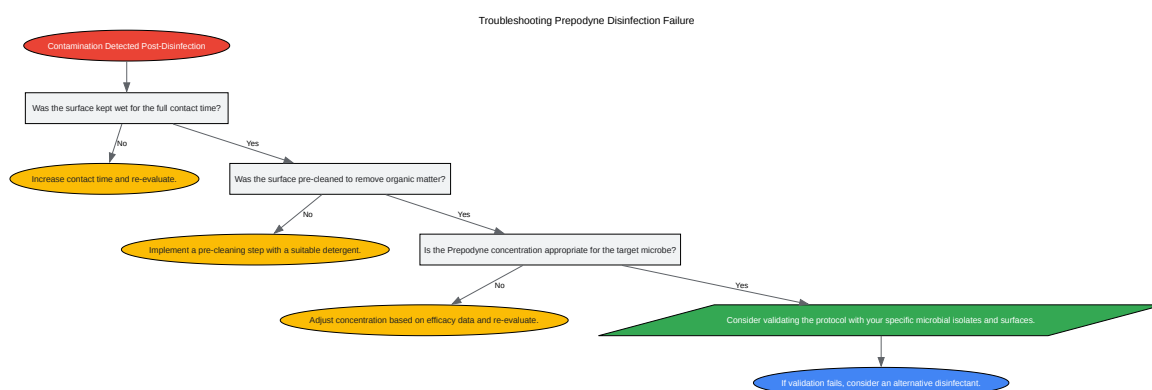 Troubleshooting Prepodyne Disinfection Failure
Contamination Detected Post-Disinfection
Was the surface kept wet for the full contact time?
No
Yes
Increase contact time and re-evaluate.
Was the surface pre-cleaned to remove organic matter?
No
Yes
Implement a pre-cleaning step with a suitable detergent.
Is the Prepodyne concentration appropriate for the target microbe?
No
Yes
Adjust concentration based on efficacy data and re-evaluate.
Consider validating the protocol with your specific microbial isolates and surfaces.
If validation fails, consider an alternative disinfectant.